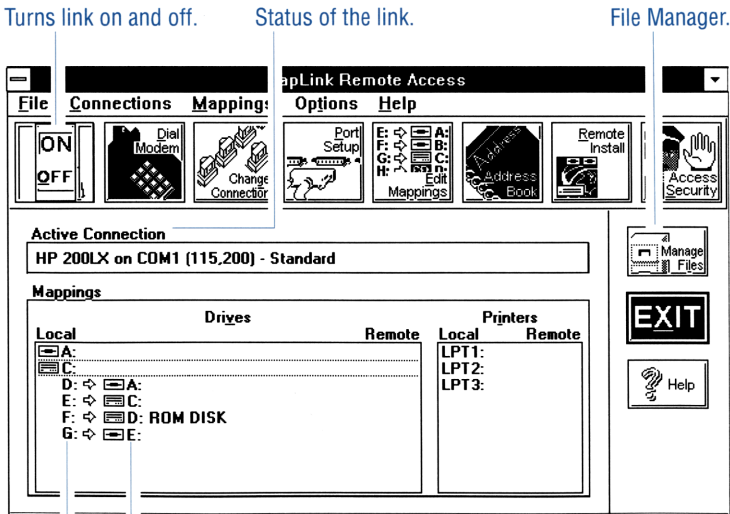 Turns link on and off.
Status of the link.
File Manager.
apLink Remote Access
File Connections Mappings Options Help
ON
OFF
Dial
Modem
Change
Connection
Port
Setup
E: ⇨ A:
F: ⇨ B:
G: ⇨ C:
H: ⇨ D:
Edit
Mappings
Address
Address
Book
Remote
Install
Access
Security
Active Connection
HP 200LX on COM1 (115,200) - Standard
Manage
Files
Mappings
Drives
Printers
Local Remote
Local Remote
A:
C:
D: ⇨ A:
E: ⇨ C:
F: ⇨ D: ROM DISK
G: ⇨ E:
LPT1:
LPT2:
LPT3:
EXIT
Help